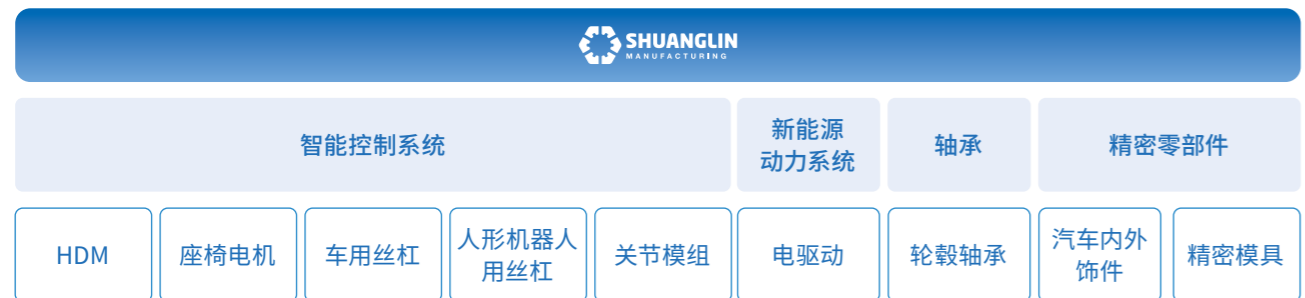 SHUANGLIN
MANUFACTURING
智能控制系统
新能源
动力系统
轴承
精密零部件
HDM
座椅电机
车用丝杠
人形机器人
用丝杠
关节模组
电驱动
轮毂轴承
汽车内外
饰件
精密模具